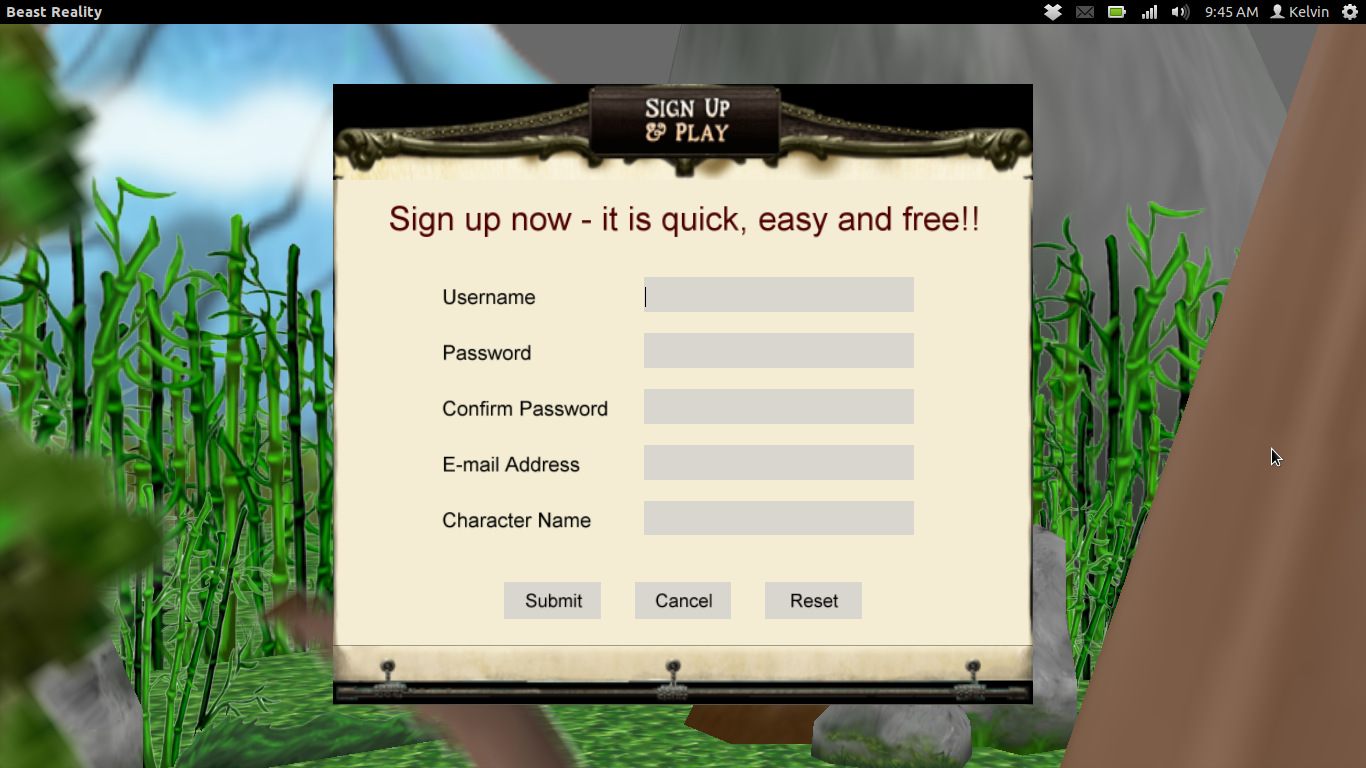 Beast Reality
9:45 AM Kelvin
Sign Up
& Play
Sign up now - it is quick, easy and free!!
Username
Password
Confirm Password
E-mail Address
Character Name
Submit Cancel Reset